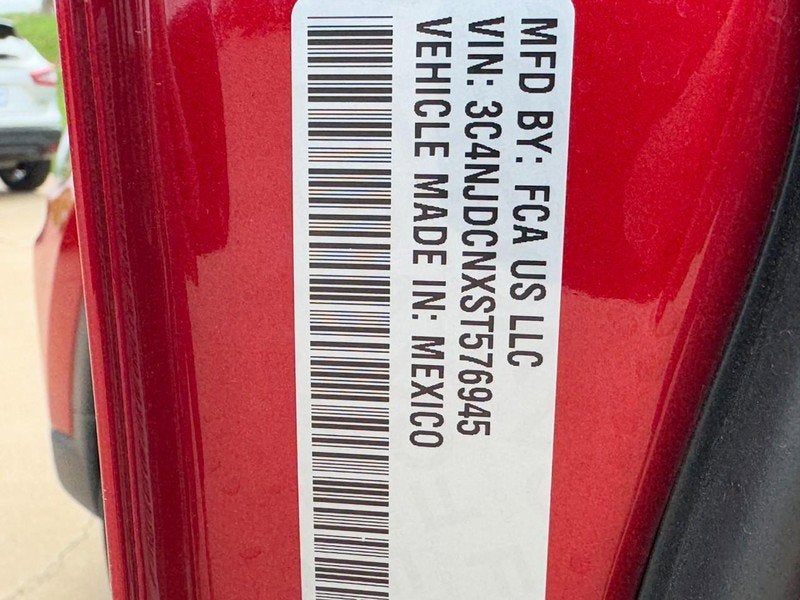 MFD BY: FCA US LLC
VIN: 3C4NJDCNXST576945
VEHICLE MADE IN: MEXICO